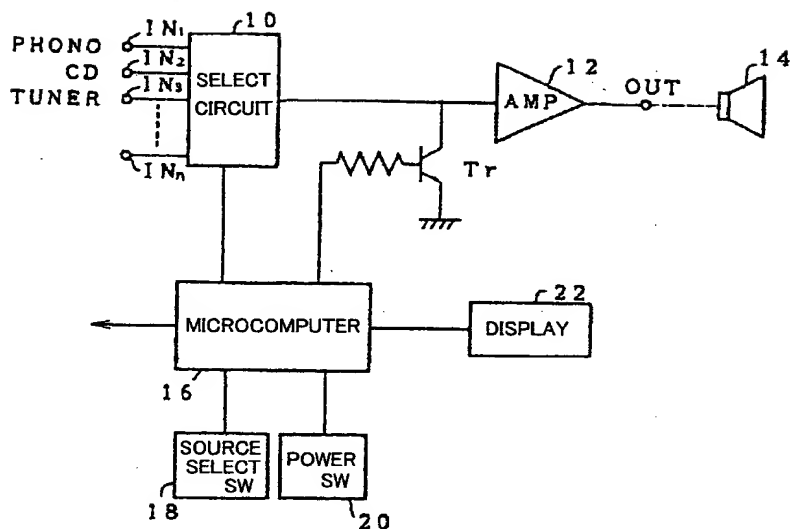 10
PHONO IN₁
CD IN₂
TUNER IN₃
INₙ
SELECT
CIRCUIT
12
AMP
OUT
14
Tr
MICROCOMPUTER
16
22
DISPLAY
SOURCE
SELECT
SW
18
POWER
SW
20